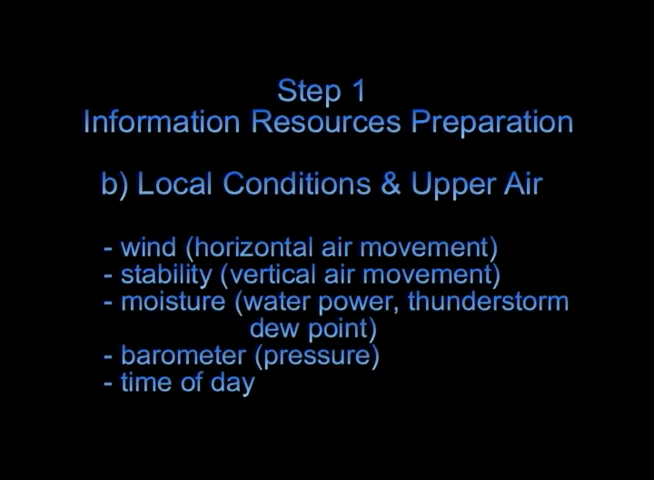 Step 1
Information Resources Preparation
b) Local Conditions & Upper Air
- wind (horizontal air movement)
- stability (vertical air movement)
- moisture (water power, thunderstorm
dew point)
- barometer (pressure)
- time of day